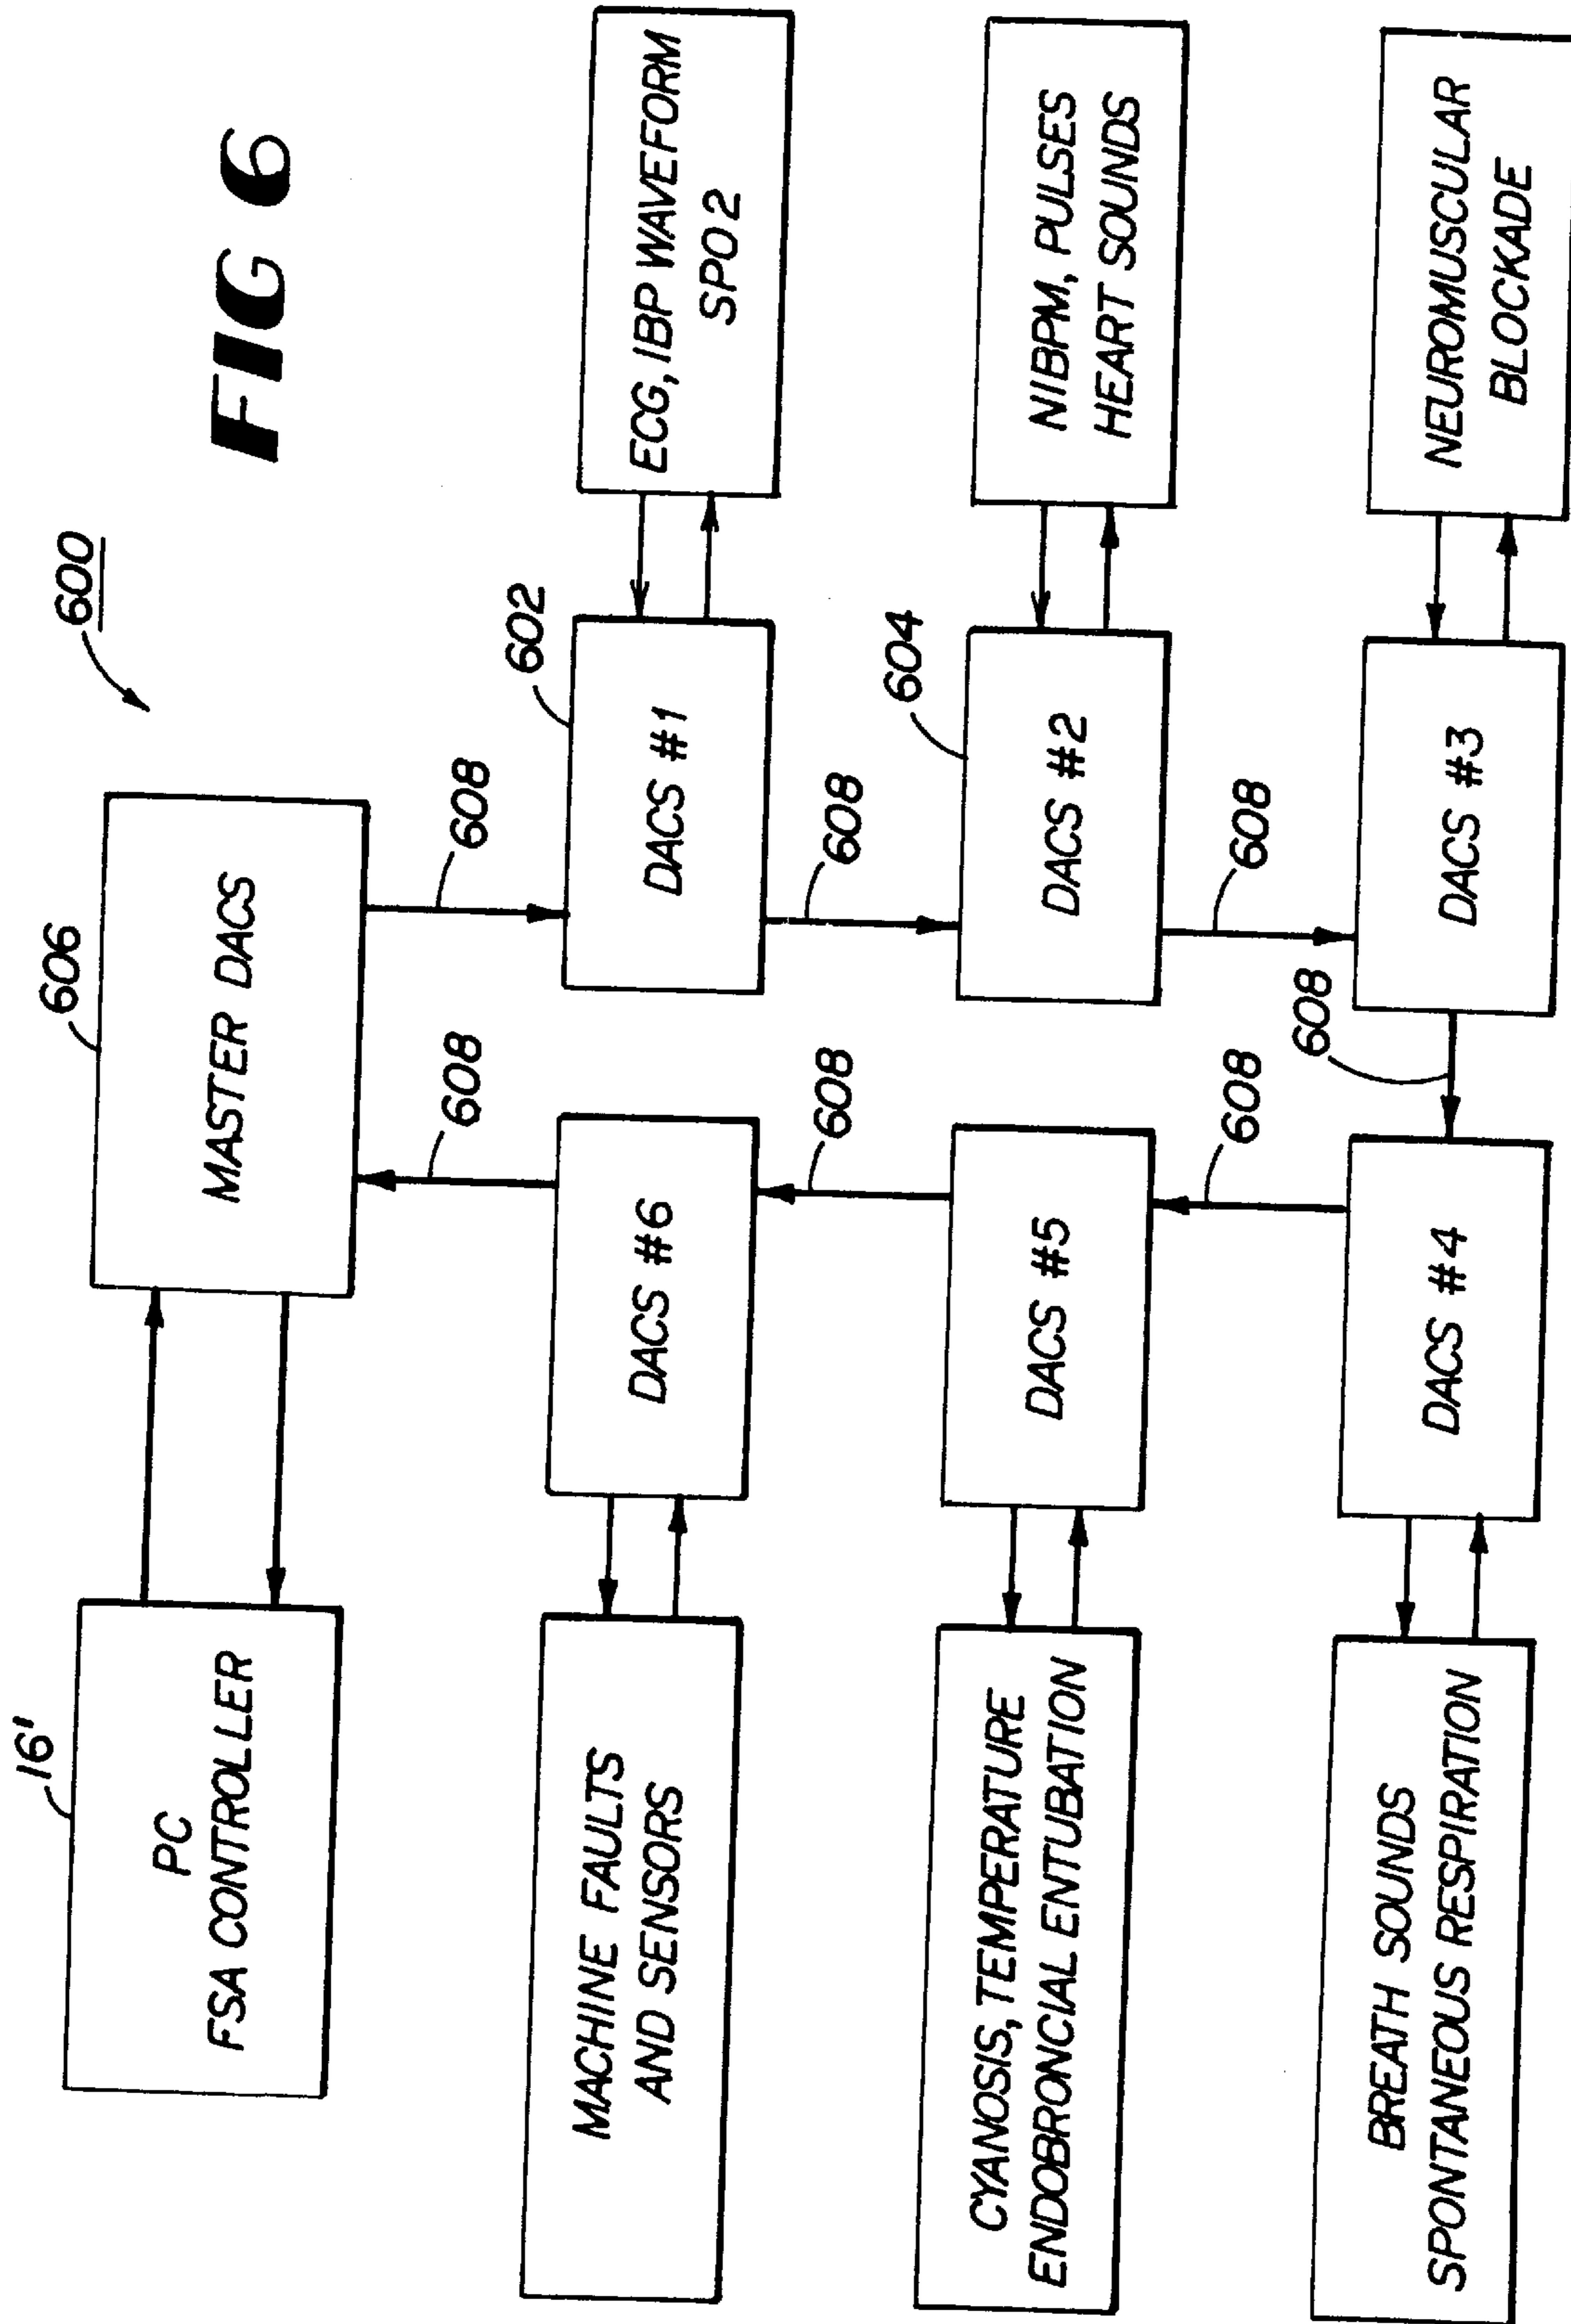 FIG 6
600
16'
PC
FSA CONTROLLER
606
MASTER DACS
608
608
MACHINE FAULTS
AND SENSORS
DACS #6
602
DACS #1
ECG, IBP WAVEFORM
SPO2
608
608
CYANOSIS, TEMPERATURE
ENDOBRONCIAL ENTUBATION
DACS #5
604
DACS #2
NIBPM, PULSES
HEART SOUNDS
608
608
608
BREATH SOUNDS
SPONTANEOUS RESPIRATION
DACS #4
DACS #3
NEUROMUSCULAR
BLOCKADE